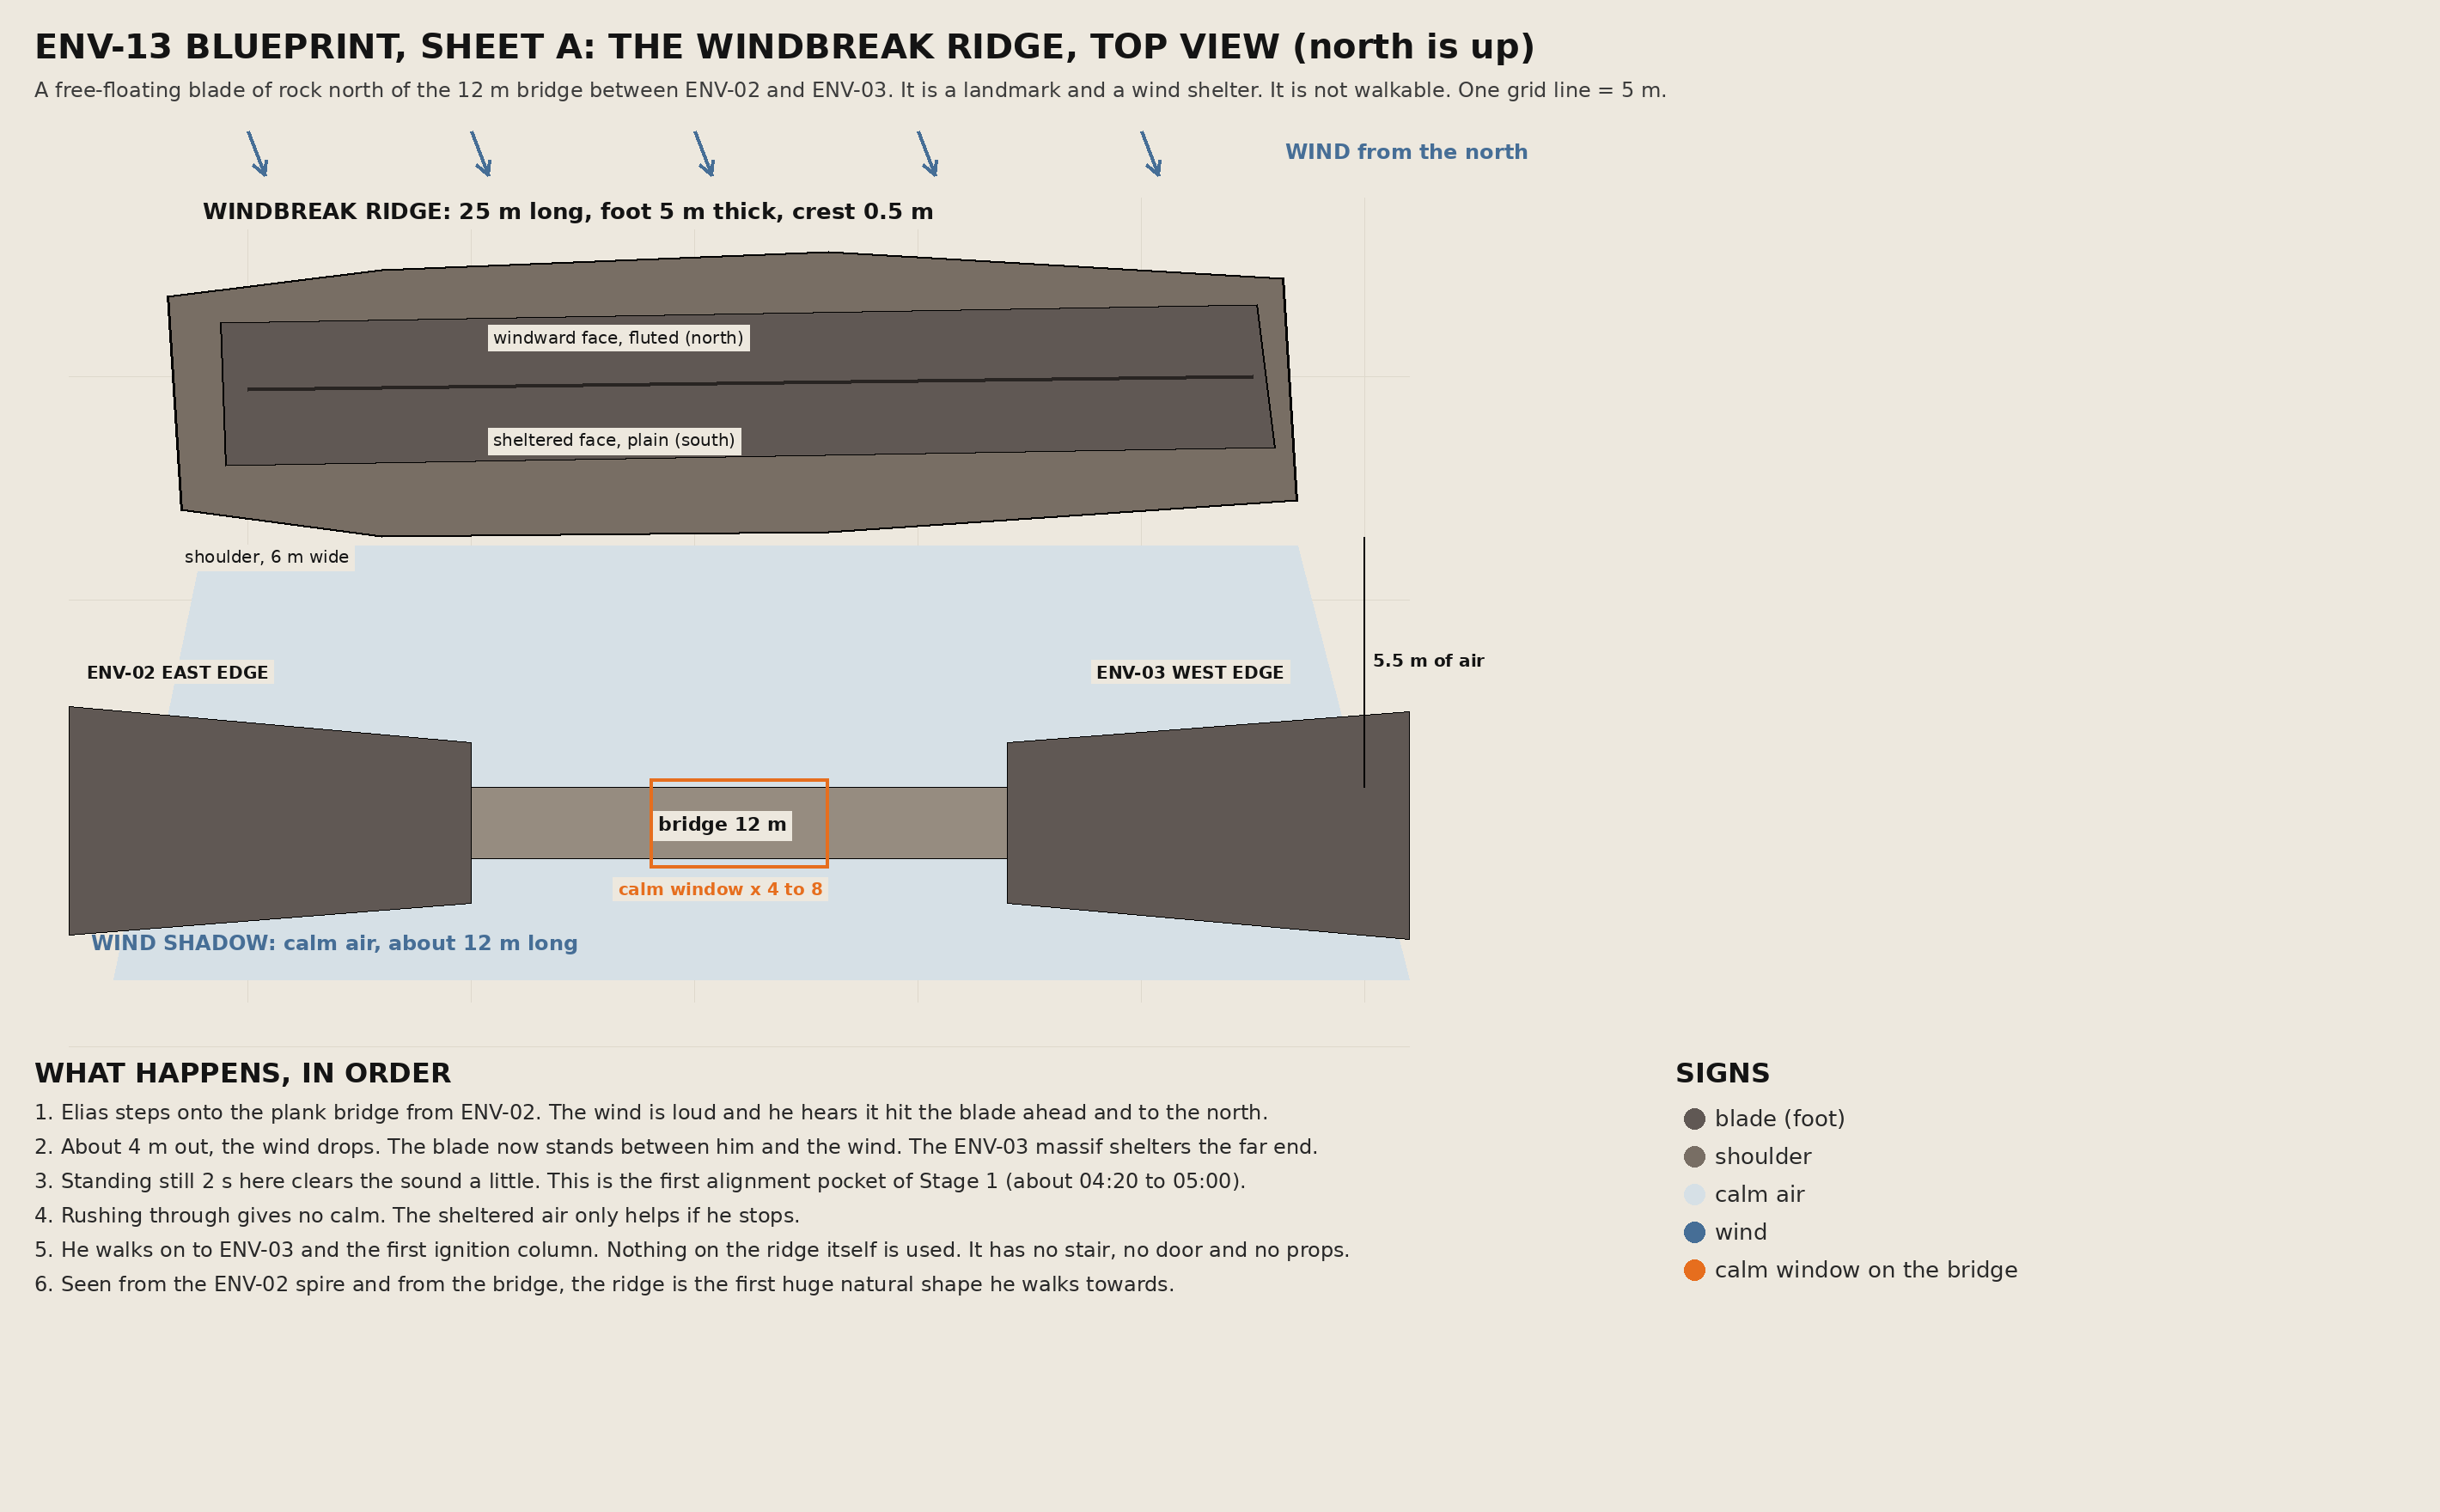 ENV-13 BLUEPRINT, SHEET A: THE WINDBREAK RIDGE, TOP VIEW (north is up)
A free-floating blade of rock north of the 12 m bridge between ENV-02 and ENV-03. It is a landmark and a wind shelter. It is not walkable. One grid line = 5 m.
WIND from the north
WINDBREAK RIDGE: 25 m long, foot 5 m thick, crest 0.5 m
windward face, fluted (north)
sheltered face, plain (south)
shoulder, 6 m wide
ENV-02 EAST EDGE
ENV-03 WEST EDGE
5.5 m of air
bridge 12 m
calm window x 4 to 8
WIND SHADOW: calm air, about 12 m long
WHAT HAPPENS, IN ORDER
1. Elias steps onto the plank bridge from ENV-02. The wind is loud and he hears it hit the blade ahead and to the north.
2. About 4 m out, the wind drops. The blade now stands between him and the wind. The ENV-03 massif shelters the far end.
3. Standing still 2 s here clears the sound a little. This is the first alignment pocket of Stage 1 (about 04:20 to 05:00).
4. Rushing through gives no calm. The sheltered air only helps if he stops.
5. He walks on to ENV-03 and the first ignition column. Nothing on the ridge itself is used. It has no stair, no door and no props.
6. Seen from the ENV-02 spire and from the bridge, the ridge is the first huge natural shape he walks towards.
SIGNS
blade (foot)
shoulder
calm air
wind
calm window on the bridge